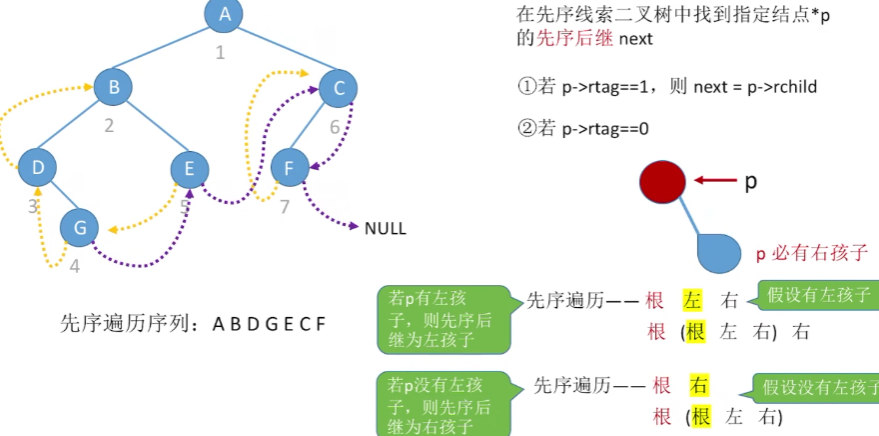 A
1
B
2
C
6
D
3
E
5
F
7
G
4
NULL
先序遍历序列：A B D G E C F
在先序线索二叉树中找到指定结点*p
的先序后继 next
①若 p->rtag==1，则 next = p->rchild
②若 p->rtag==0
p
p 必有右孩子
若p有左孩
子，则先序后
继为左孩子
先序遍历—— 根 左 右
假设有左孩子
根 (根 左 右) 右
若p没有左孩
子，则先序后
继为右孩子
先序遍历—— 根 右
假设没有左孩子
根 (根 左 右)